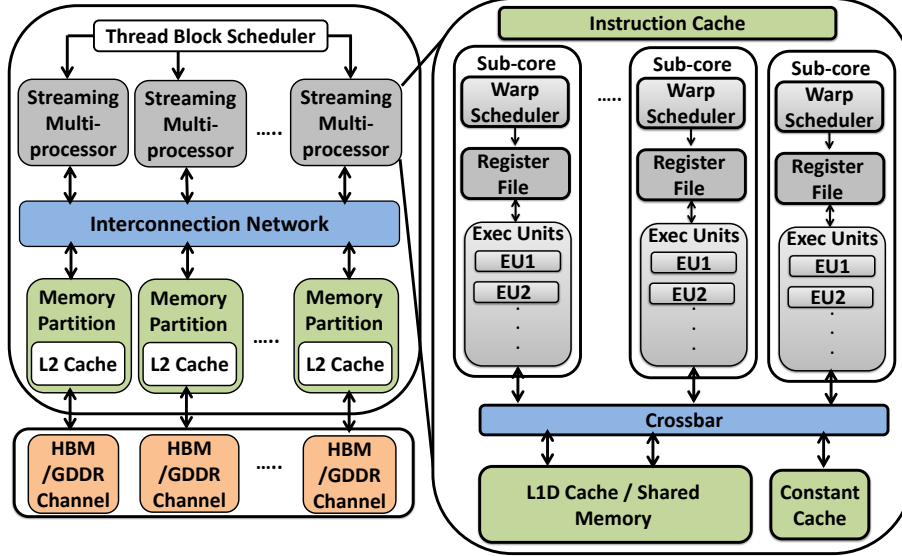 Thread Block Scheduler
Streaming
Multi-
processor
Streaming
Multi-
processor
.....
Streaming
Multi-
processor
Interconnection Network
Memory
Partition
L2 Cache
Memory
Partition
L2 Cache
.....
Memory
Partition
L2 Cache
HBM
/GDDR
Channel
HBM
/GDDR
Channel
.....
HBM
/GDDR
Channel
Instruction Cache
Sub-core
Warp
Scheduler
Register
File
Exec Units
EU1
EU2
.
.
.
.....
Sub-core
Warp
Scheduler
Register
File
Exec Units
EU1
EU2
.
.
.
Sub-core
Warp
Scheduler
Register
File
Exec Units
EU1
EU2
.
.
.
Crossbar
L1D Cache / Shared
Memory
Constant
Cache